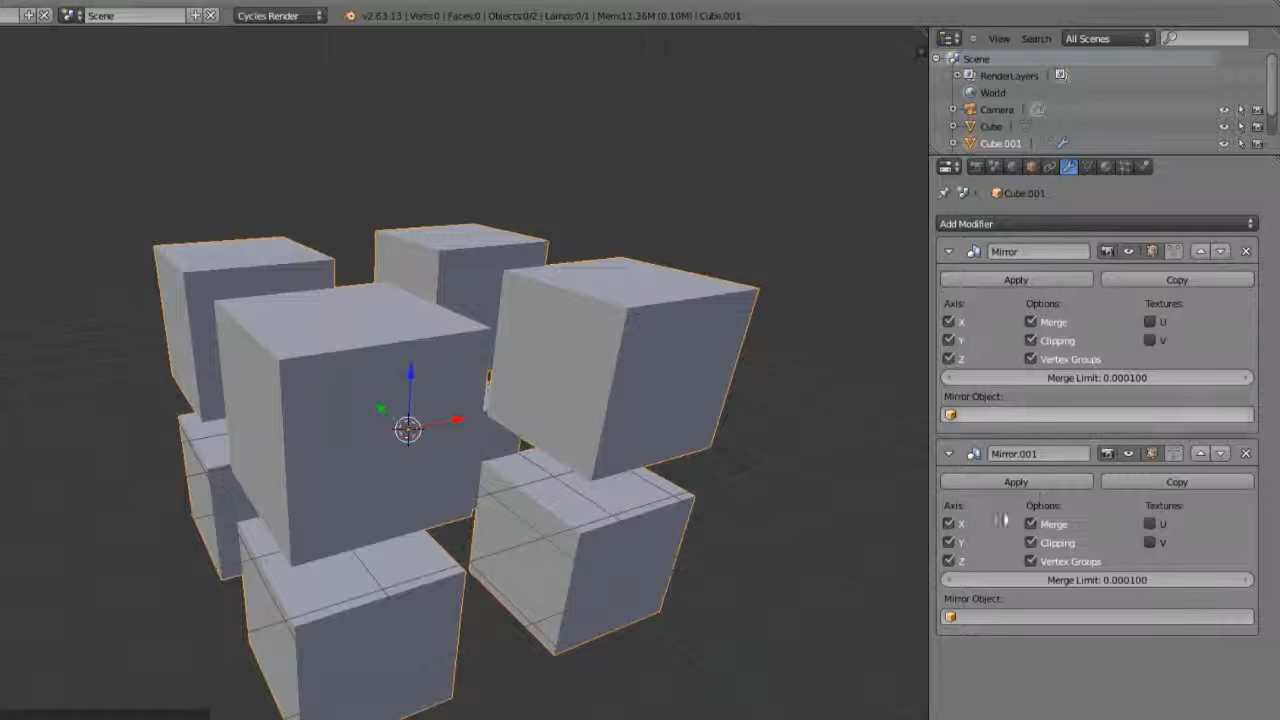 Scene Cycles Render v2.63.13 | Verts:0 | Faces:0 | Objects:0/2 | Lamps:0/1 | Mem:11.36M (0.10M) | Cube.001
View Search All Scenes
Scene
RenderLayers
World
Camera
Cube
Cube.001
Cube.001
Add Modifier
Mirror
Apply Copy
Axis: Options: Textures:
X Merge U
Y Clipping V
Z Vertex Groups
Merge Limit: 0.000100
Mirror Object:
Mirror.001
Apply Copy
Axis: Options: Textures:
X Merge U
Y Clipping V
Z Vertex Groups
Merge Limit: 0.000100
Mirror Object: